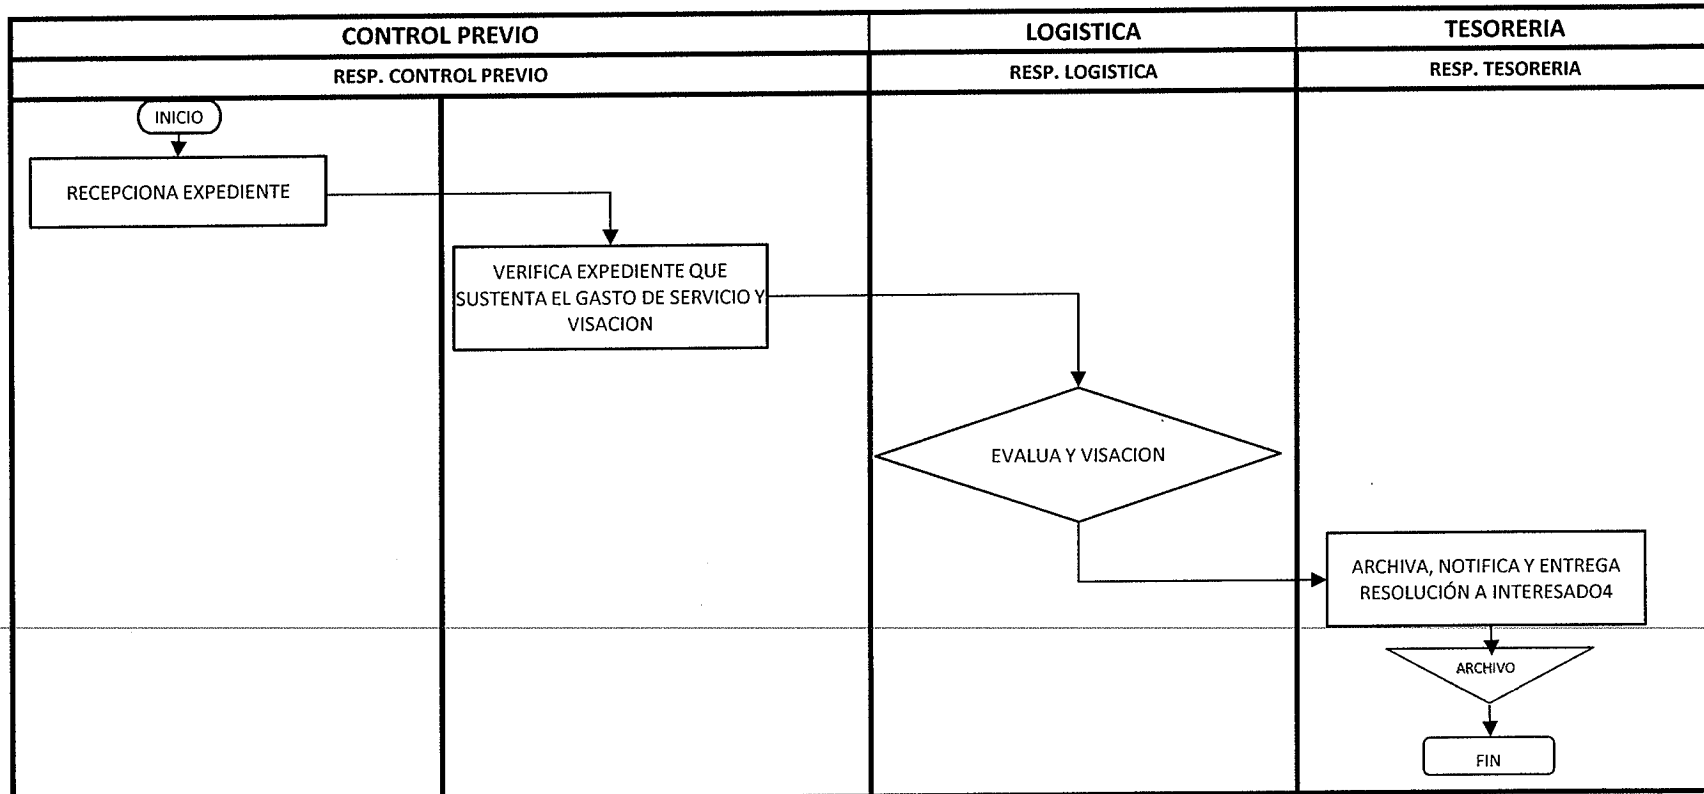 CONTROL PREVIO
LOGISTICA
TESORERIA
RESP. CONTROL PREVIO
RESP. LOGISTICA
RESP. TESORERIA
INICIO
RECEPCIONA EXPEDIENTE
VERIFICA EXPEDIENTE QUE
SUSTENTA EL GASTO DE SERVICIO Y
VISACION
EVALUA Y VISACION
ARCHIVA, NOTIFICA Y ENTREGA
RESOLUCIÓN A INTERESADO4
ARCHIVO
FIN